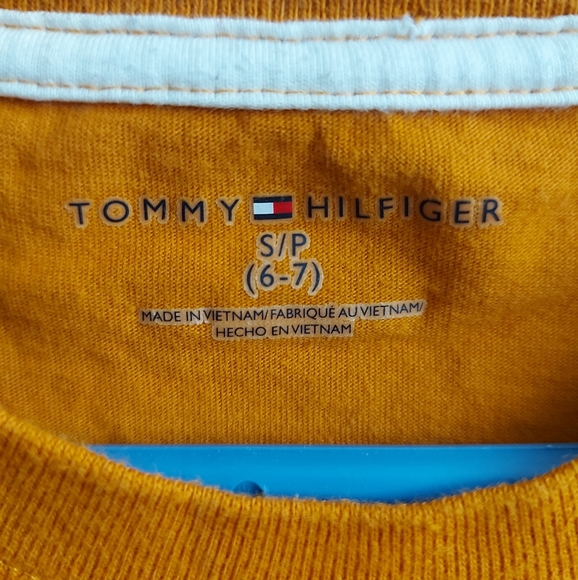 TOMMY HILFIGER
S/P
(6-7)
MADE IN VIETNAM/FABRIQUÉ AU VIETNAM/
HECHO EN VIETNAM